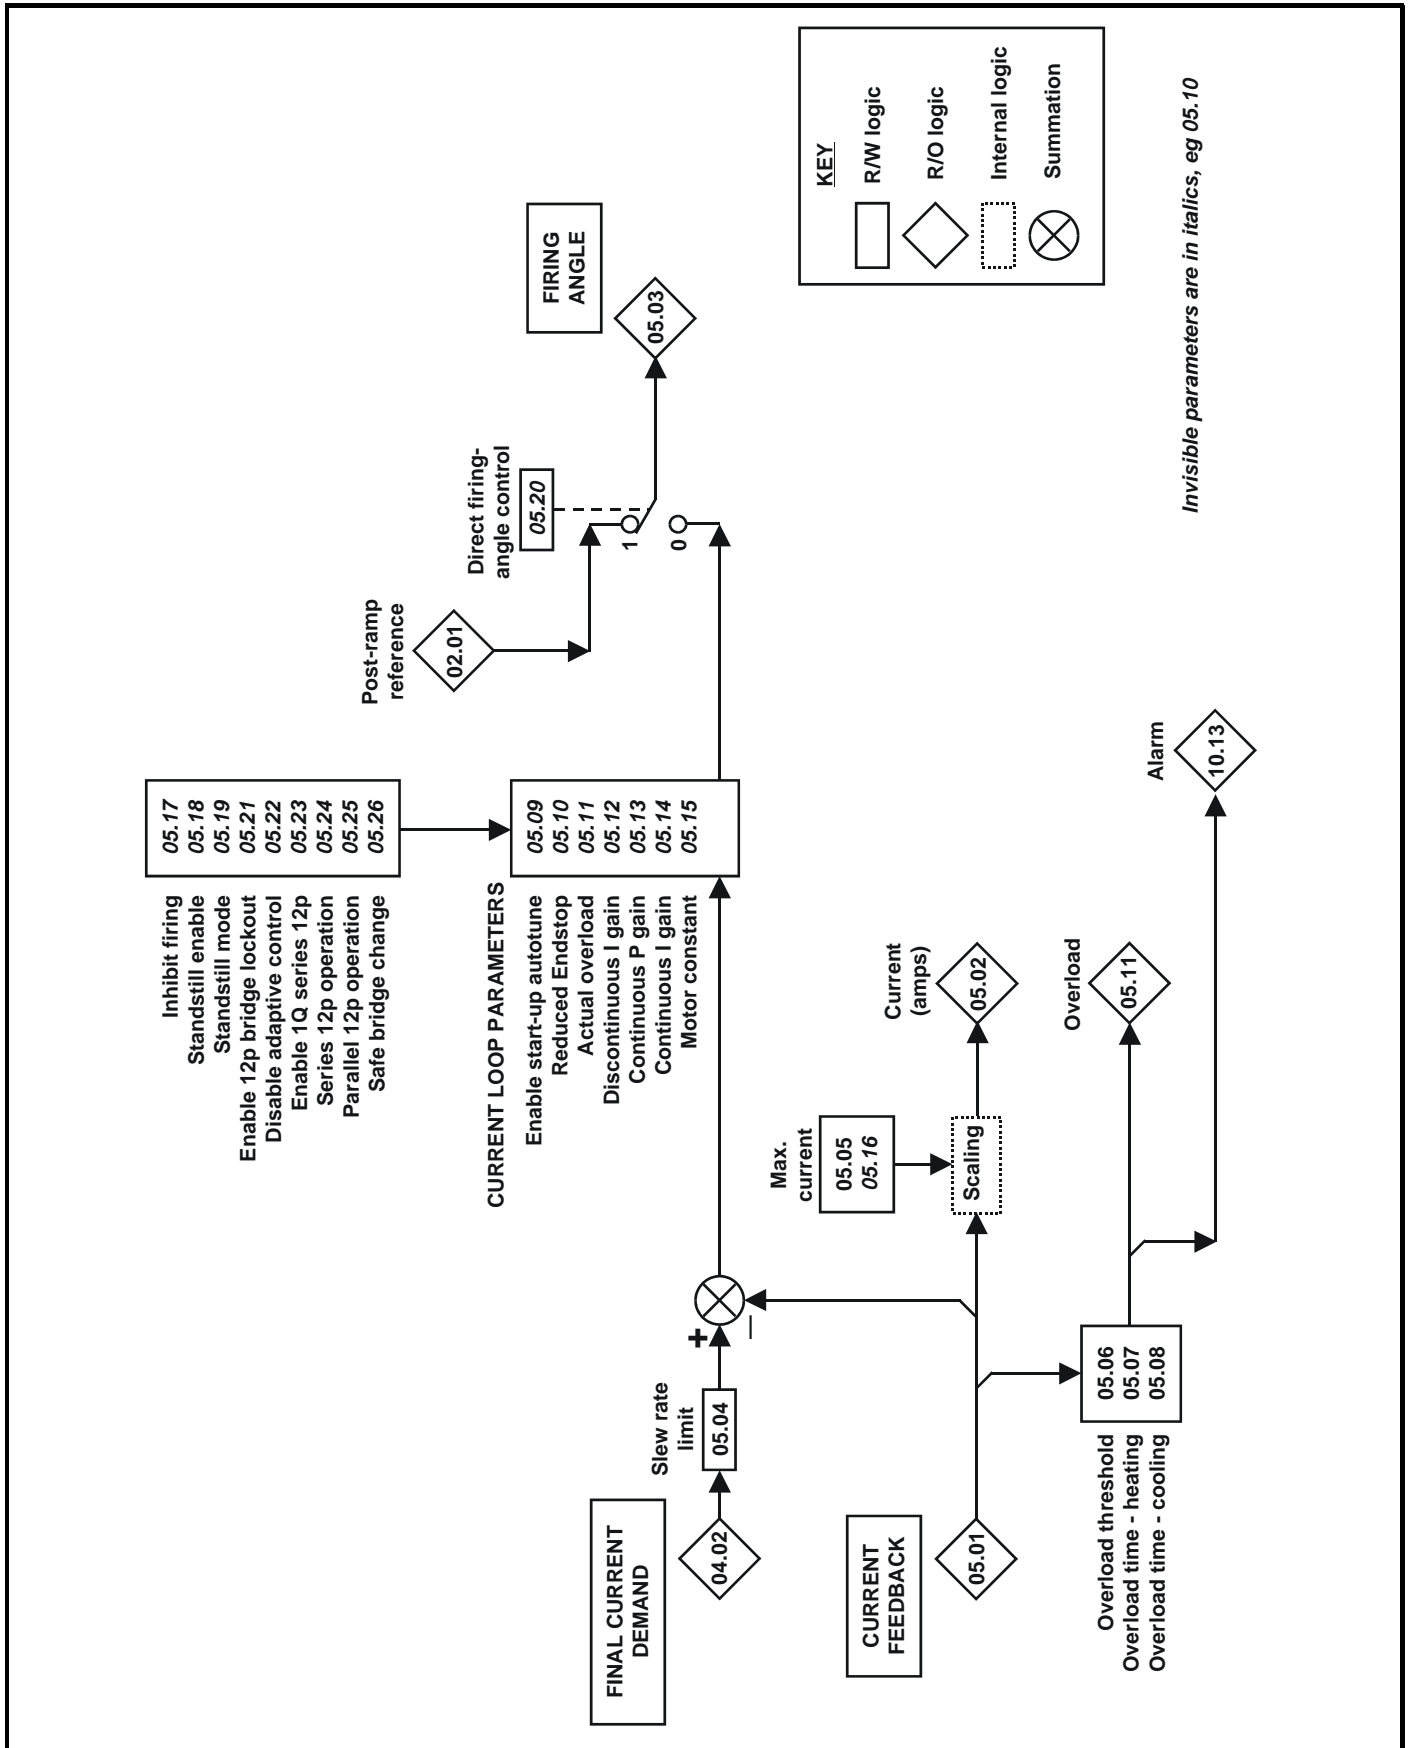 Inhibit firing 05.17
Standstill enable 05.18
Standstill mode 05.19
Enable 12p bridge lockout 05.21
Disable adaptive control 05.22
Enable 1Q series 12p 05.23
Series 12p operation 05.24
Parallel 12p operation 05.25
Safe bridge change 05.26
Post-ramp
reference
02.01
Direct firing-
angle control
05.20
1
0
FIRING
ANGLE
05.03
CURRENT LOOP PARAMETERS
Enable start-up autotune 05.09
Reduced Endstop 05.10
Actual overload 05.11
Discontinuous I gain 05.12
Continuous P gain 05.13
Continuous I gain 05.14
Motor constant 05.15
FINAL CURRENT
DEMAND
04.02
Slew rate
limit
05.04
+
—
Max.
current
05.05
05.16
Scaling
Current
(amps)
05.02
CURRENT
FEEDBACK
05.01
Overload threshold 05.06
Overload time - heating 05.07
Overload time - cooling 05.08
Overload
05.11
Alarm
10.13
KEY
R/W logic
R/O logic
Internal logic
Summation
Invisible parameters are in italics, eg 05.10